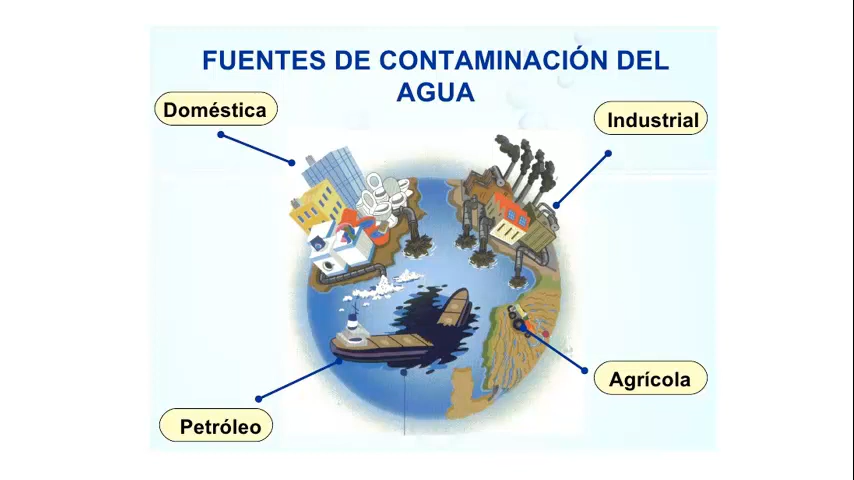 FUENTES DE CONTAMINACIÓN DEL
AGUA
Doméstica
Industrial
Agrícola
Petróleo